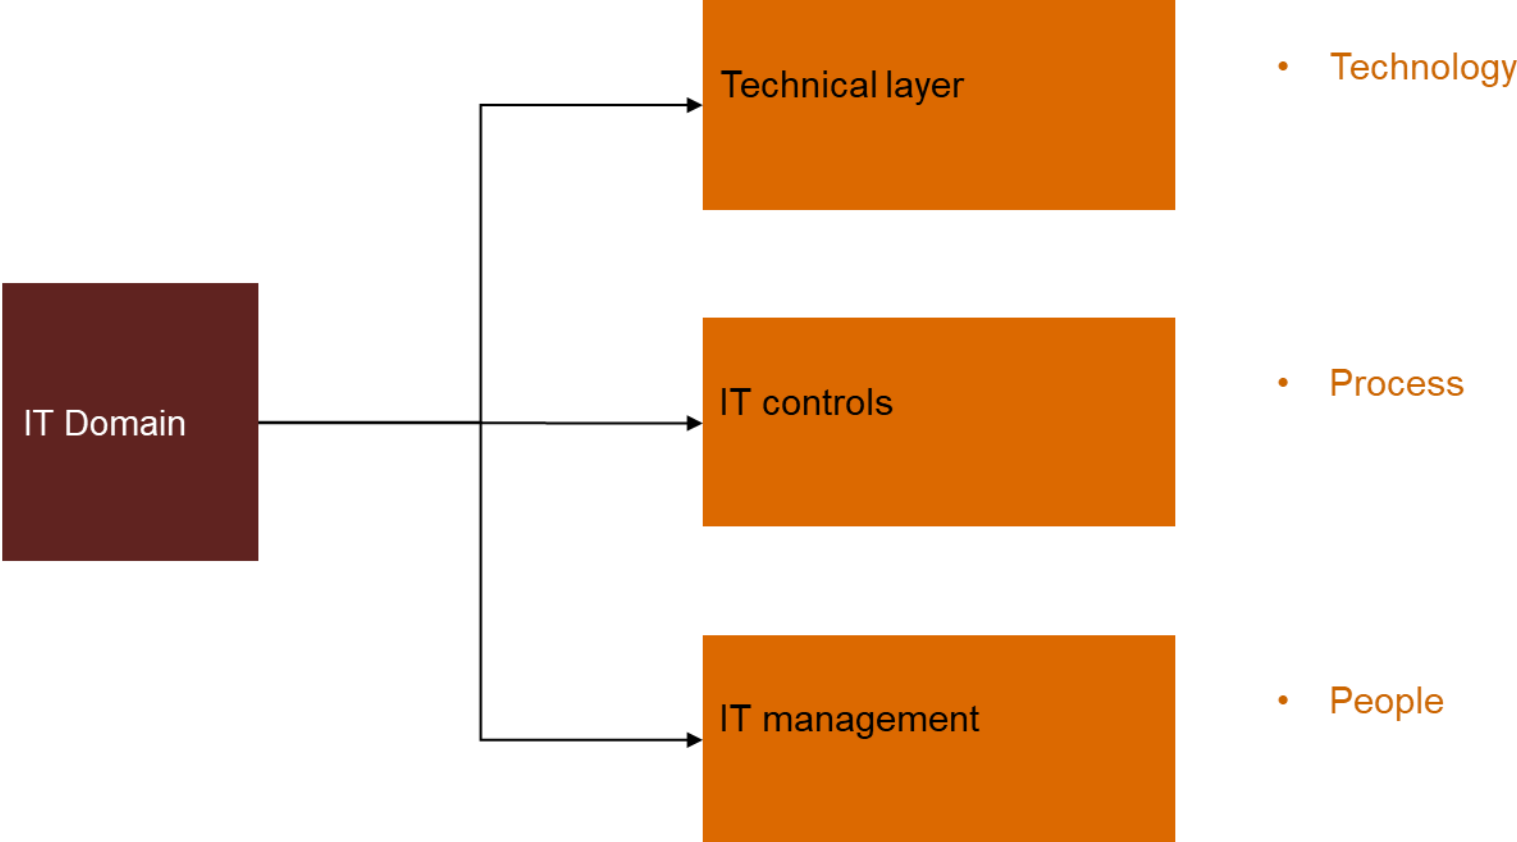 Technical layer
• Technology
IT Domain
IT controls
• Process
IT management
• People